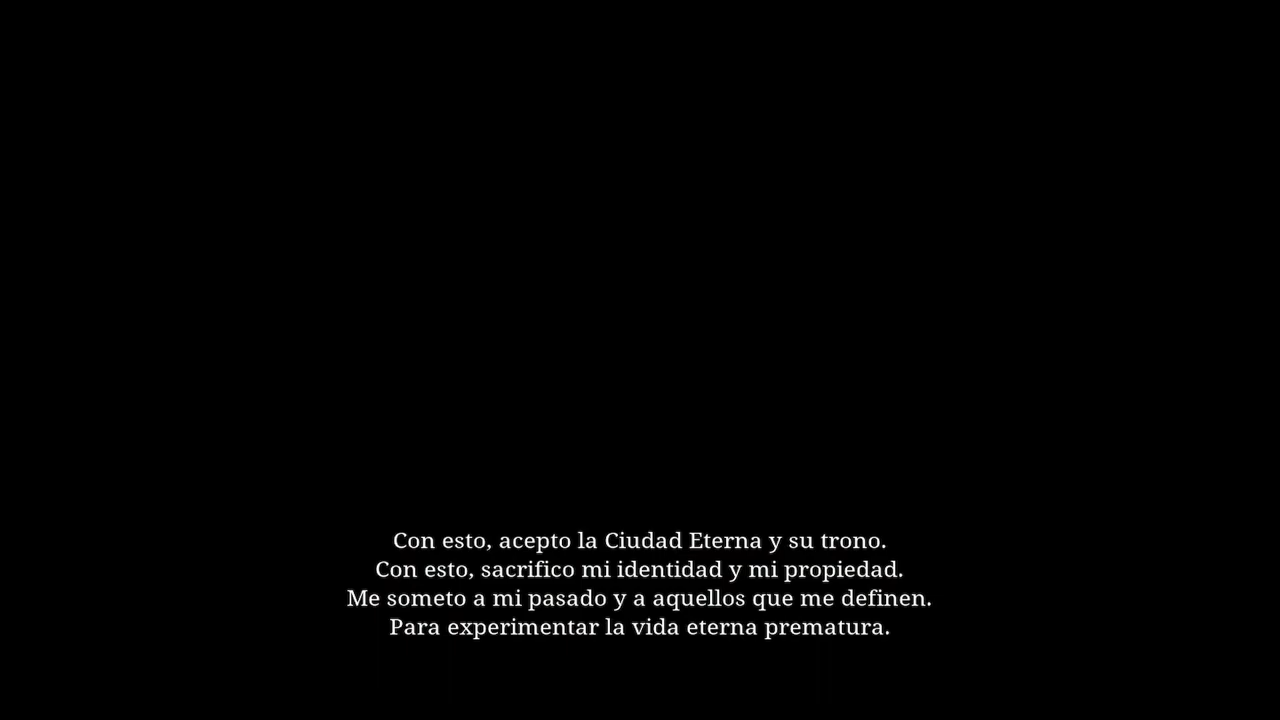 Con esto, acepto la Ciudad Eterna y su trono.
Con esto, sacrifico mi identidad y mi propiedad.
Me someto a mi pasado y a aquellos que me definen.
Para experimentar la vida eterna prematura.